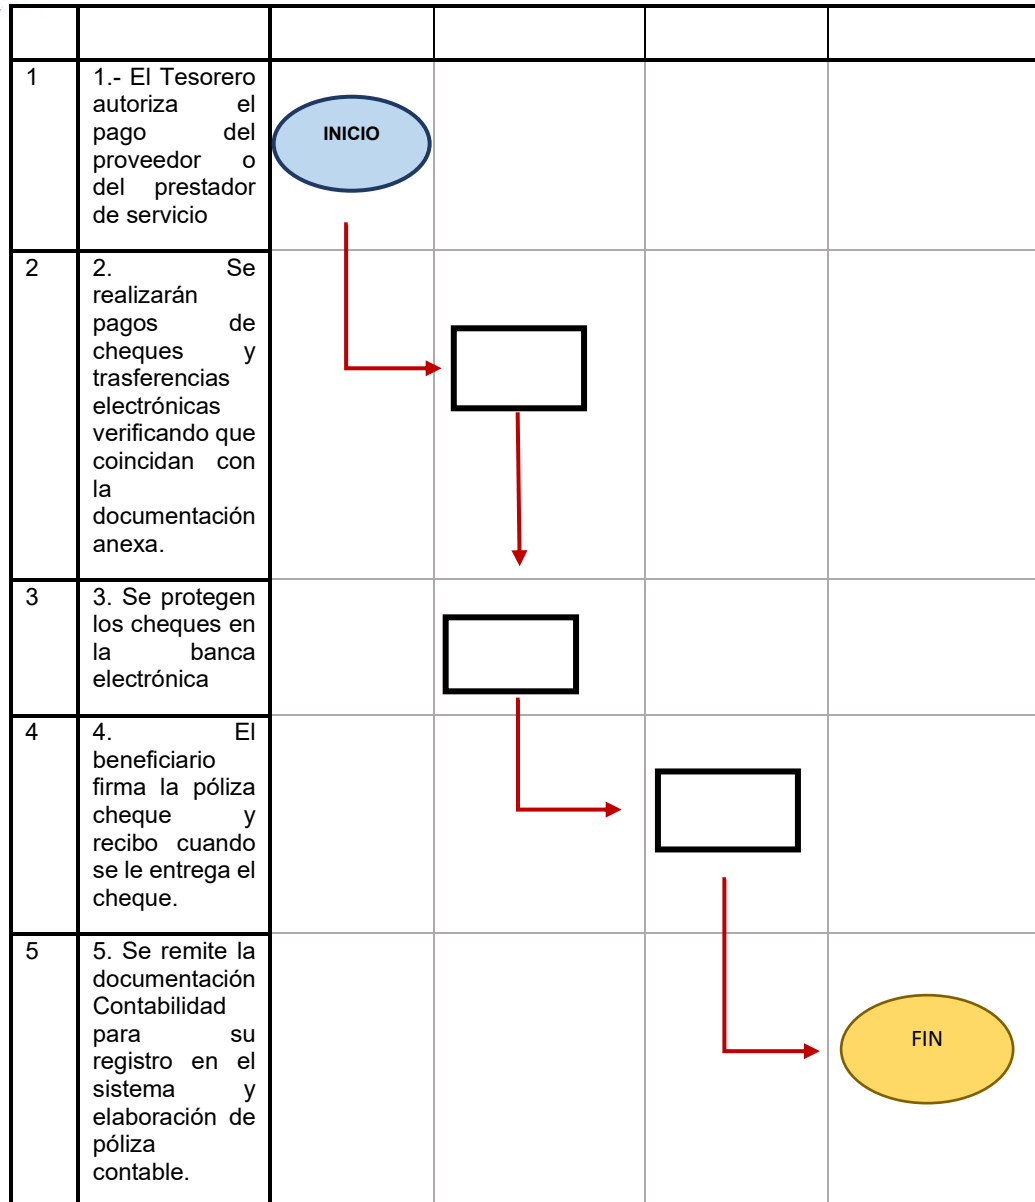 1
1.- El Tesorero
autoriza el
pago del
proveedor o
del prestador
de servicio
INICIO
2
2. Se
realizarán
pagos de
cheques y
trasferencias
electrónicas
verificando que
coincidan con
la
documentación
anexa.
3
3. Se protegen
los cheques en
la banca
electrónica
4
4. El
beneficiario
firma la póliza
cheque y
recibo cuando
se le entrega el
cheque.
5
5. Se remite la
documentación
Contabilidad
para su
registro en el
sistema y
elaboración de
póliza
contable.
FIN